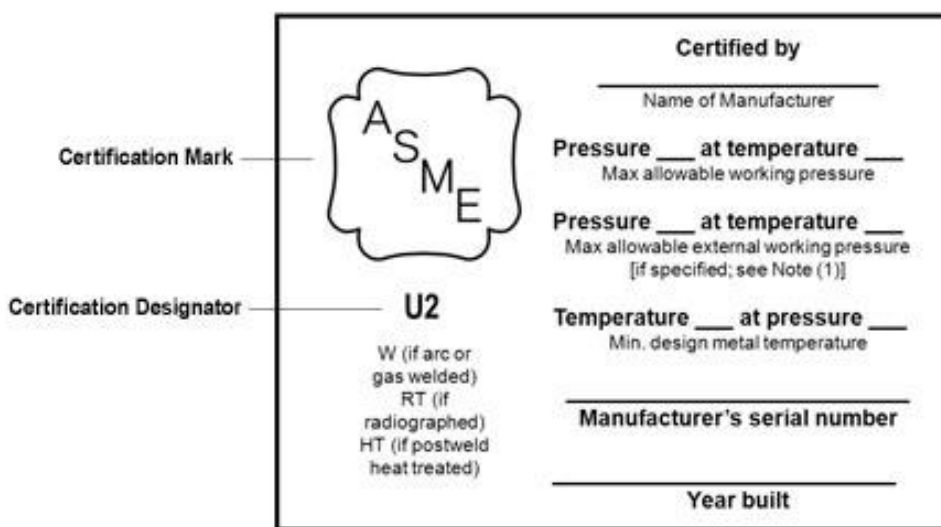 Certification Mark
A
S
M
E
Certification Designator
U2
W (if arc or
gas welded)
RT (if
radiographed)
HT (if postweld
heat treated)
Certified by
Name of Manufacturer
Pressure ___ at temperature ___
Max allowable working pressure
Pressure ___ at temperature ___
Max allowable external working pressure
[if specified; see Note (1)]
Temperature ___ at pressure ___
Min. design metal temperature
Manufacturer's serial number
Year built